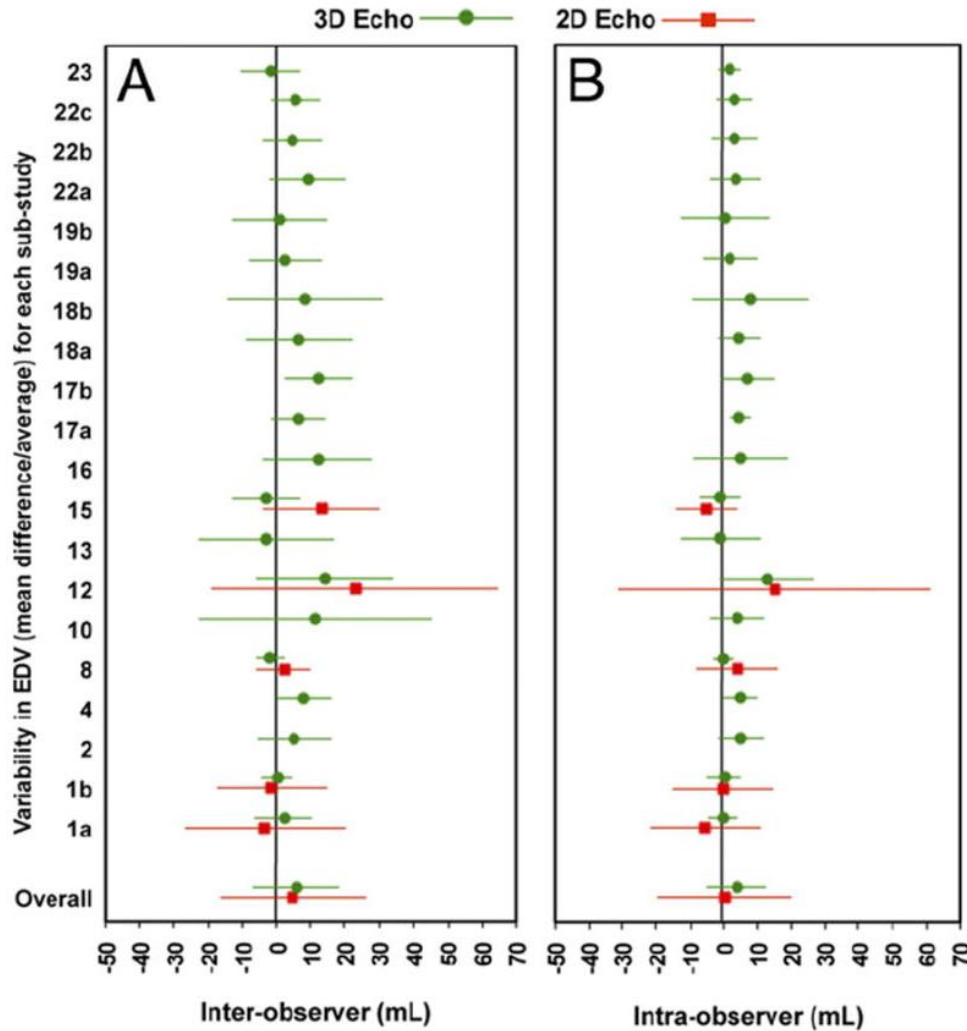 3D Echo 2D Echo
A B
Variability in EDV (mean difference/average) for each sub-study
23
22c
22b
22a
19b
19a
18b
18a
17b
17a
16
15
13
12
10
8
4
2
1b
1a
Overall
-50 -40 -30 -20 -10 0 10 20 30 40 50 60 70
-50 -40 -30 -20 -10 0 10 20 30 40 50 60 70
Inter-observer (mL) Intra-observer (mL)